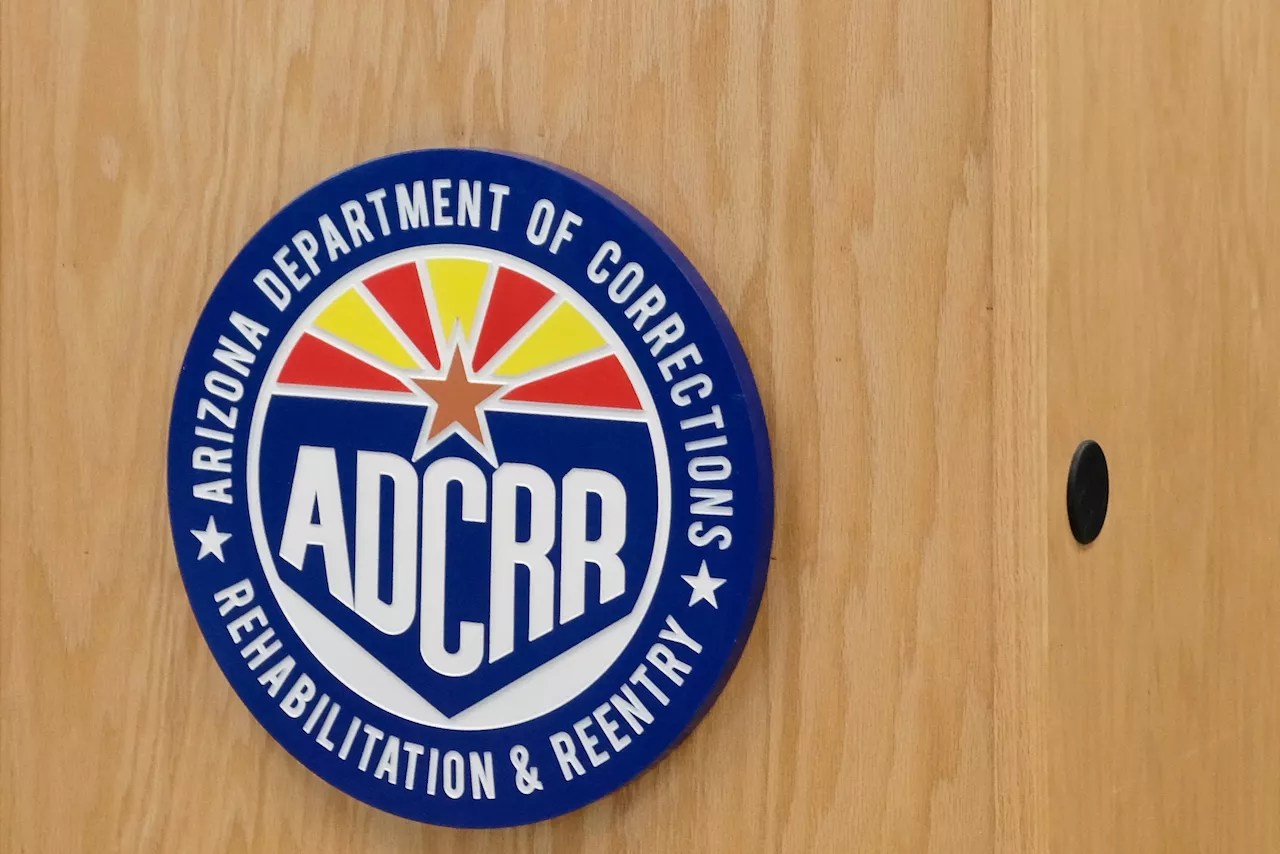 ARIZONA DEPARTMENT OF CORRECTIONS
ADCRR
REHABILITATION & REENTRY